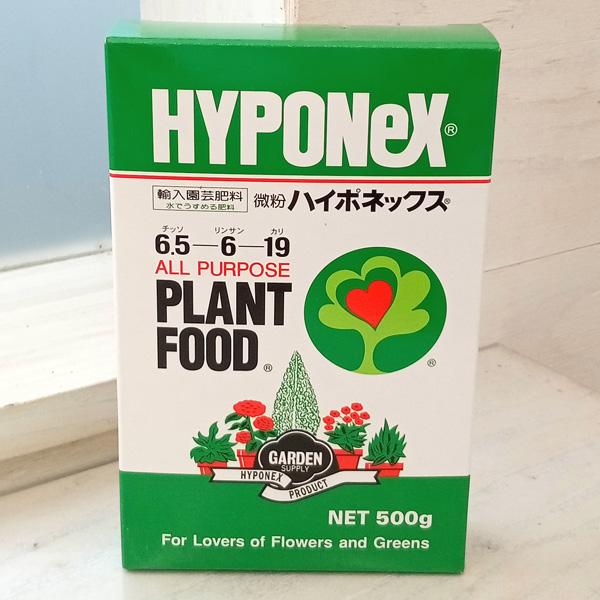 HYPONeX®
輸入園芸肥料
水でうすめる肥料
微粉ハイポネックス®
チッソ リンサン カリ
6.5—6—19
ALL PURPOSE
PLANT
FOOD®
®
GARDEN
SUPPLY
HYPONEX PRODUCT
NET 500g
For Lovers of Flowers and Greens